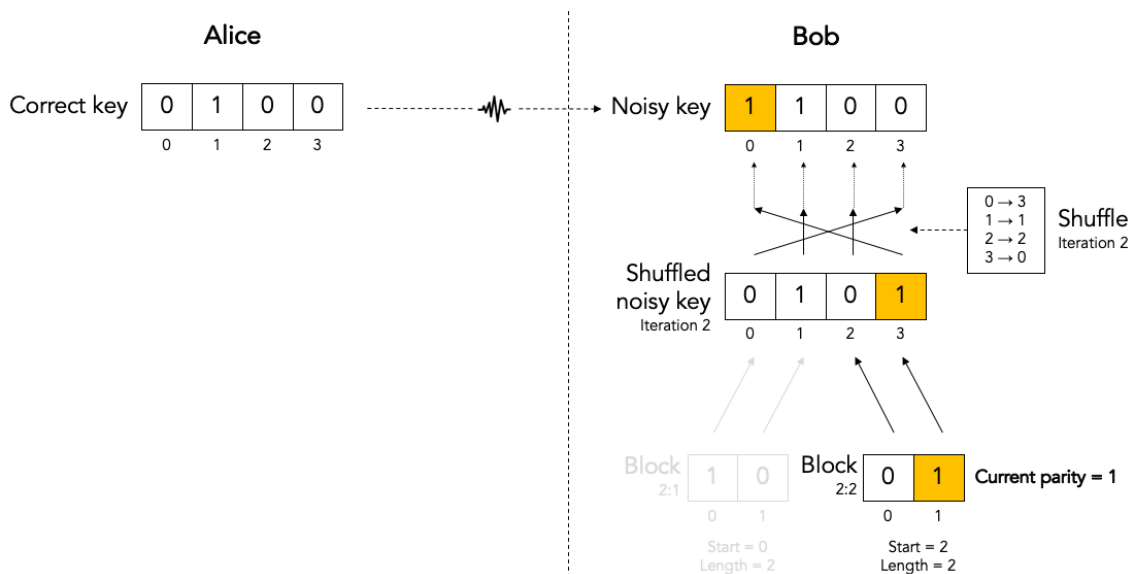 Alice
Bob
Correct key 0 1 0 0
0 1 2 3
Noisy key 1 1 0 0
0 1 2 3
0 → 3
1 → 1
2 → 2
3 → 0
Shuffle
Iteration 2
Shuffled
noisy key
Iteration 2
0 1 0 1
0 1 2 3
Block
2:1
1 0
0 1
Start = 0
Length = 2
Block
2:2
0 1
0 1
Start = 2
Length = 2
Current parity = 1